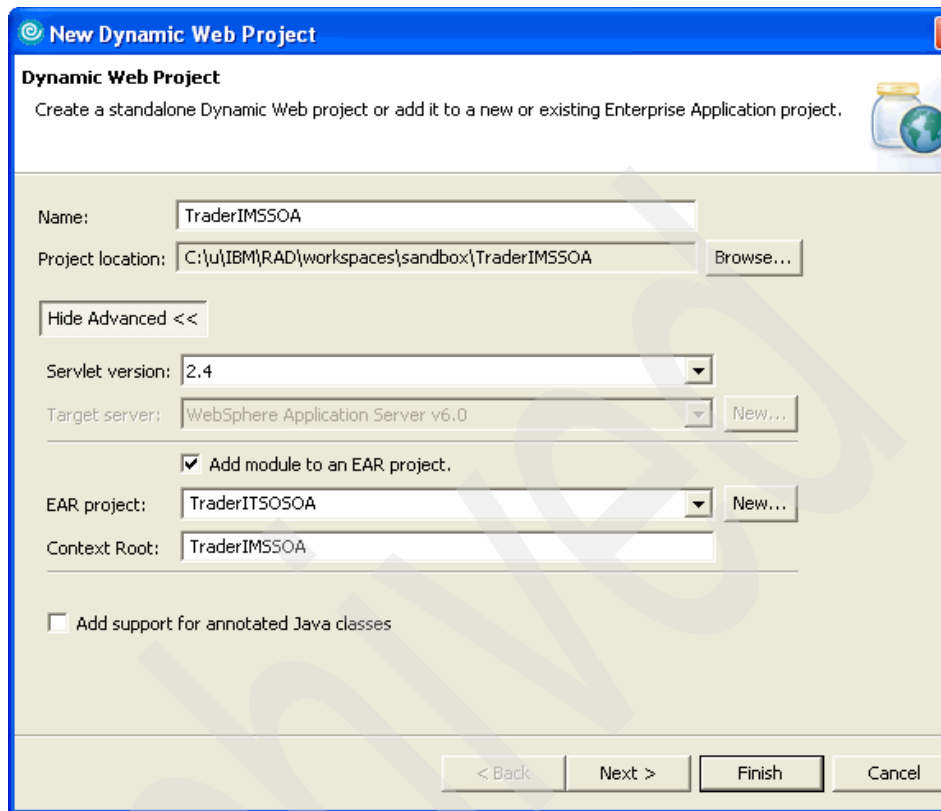 New Dynamic Web Project
Dynamic Web Project
Create a standalone Dynamic Web project or add it to a new or existing Enterprise Application project.
Name: TraderIMSSOA
Project location: C:\u\IBM\RAD\workspaces\sandbox\TraderIMSSOA Browse...
Hide Advanced <<
Servlet version: 2.4
Target server: WebSphere Application Server v6.0 New...
Add module to an EAR project.
EAR project: TraderITSOSOA New...
Context Root: TraderIMSSOA
Add support for annotated Java classes
< Back Next > Finish Cancel